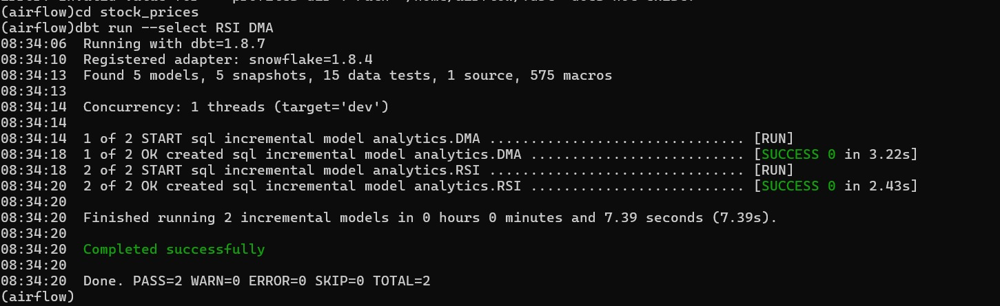 (airflow)cd stock_prices
(airflow)dbt run --select RSI DMA
08:34:06  Running with dbt=1.8.7
08:34:10  Registered adapter: snowflake=1.8.4
08:34:13  Found 5 models, 5 snapshots, 15 data tests, 1 source, 575 macros
08:34:13
08:34:14  Concurrency: 1 threads (target='dev')
08:34:14
08:34:14  1 of 2 START sql incremental model analytics.DMA ............................... [RUN]
08:34:18  1 of 2 OK created sql incremental model analytics.DMA .......................... [SUCCESS 0 in 3.22s]
08:34:18  2 of 2 START sql incremental model analytics.RSI ............................... [RUN]
08:34:20  2 of 2 OK created sql incremental model analytics.RSI .......................... [SUCCESS 0 in 2.43s]
08:34:20
08:34:20  Finished running 2 incremental models in 0 hours 0 minutes and 7.39 seconds (7.39s).
08:34:20
08:34:20  Completed successfully
08:34:20
08:34:20  Done. PASS=2 WARN=0 ERROR=0 SKIP=0 TOTAL=2
(airflow)